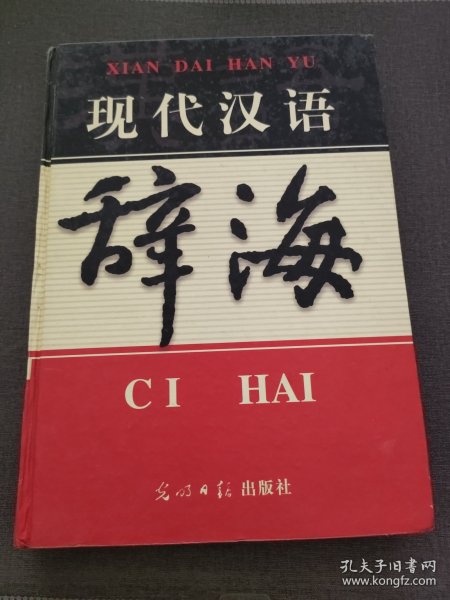 XIAN DAI HAN YU
现代汉语
辞海
CI HAI
光明日报出版社
孔夫子旧书网
www.kongfz.com